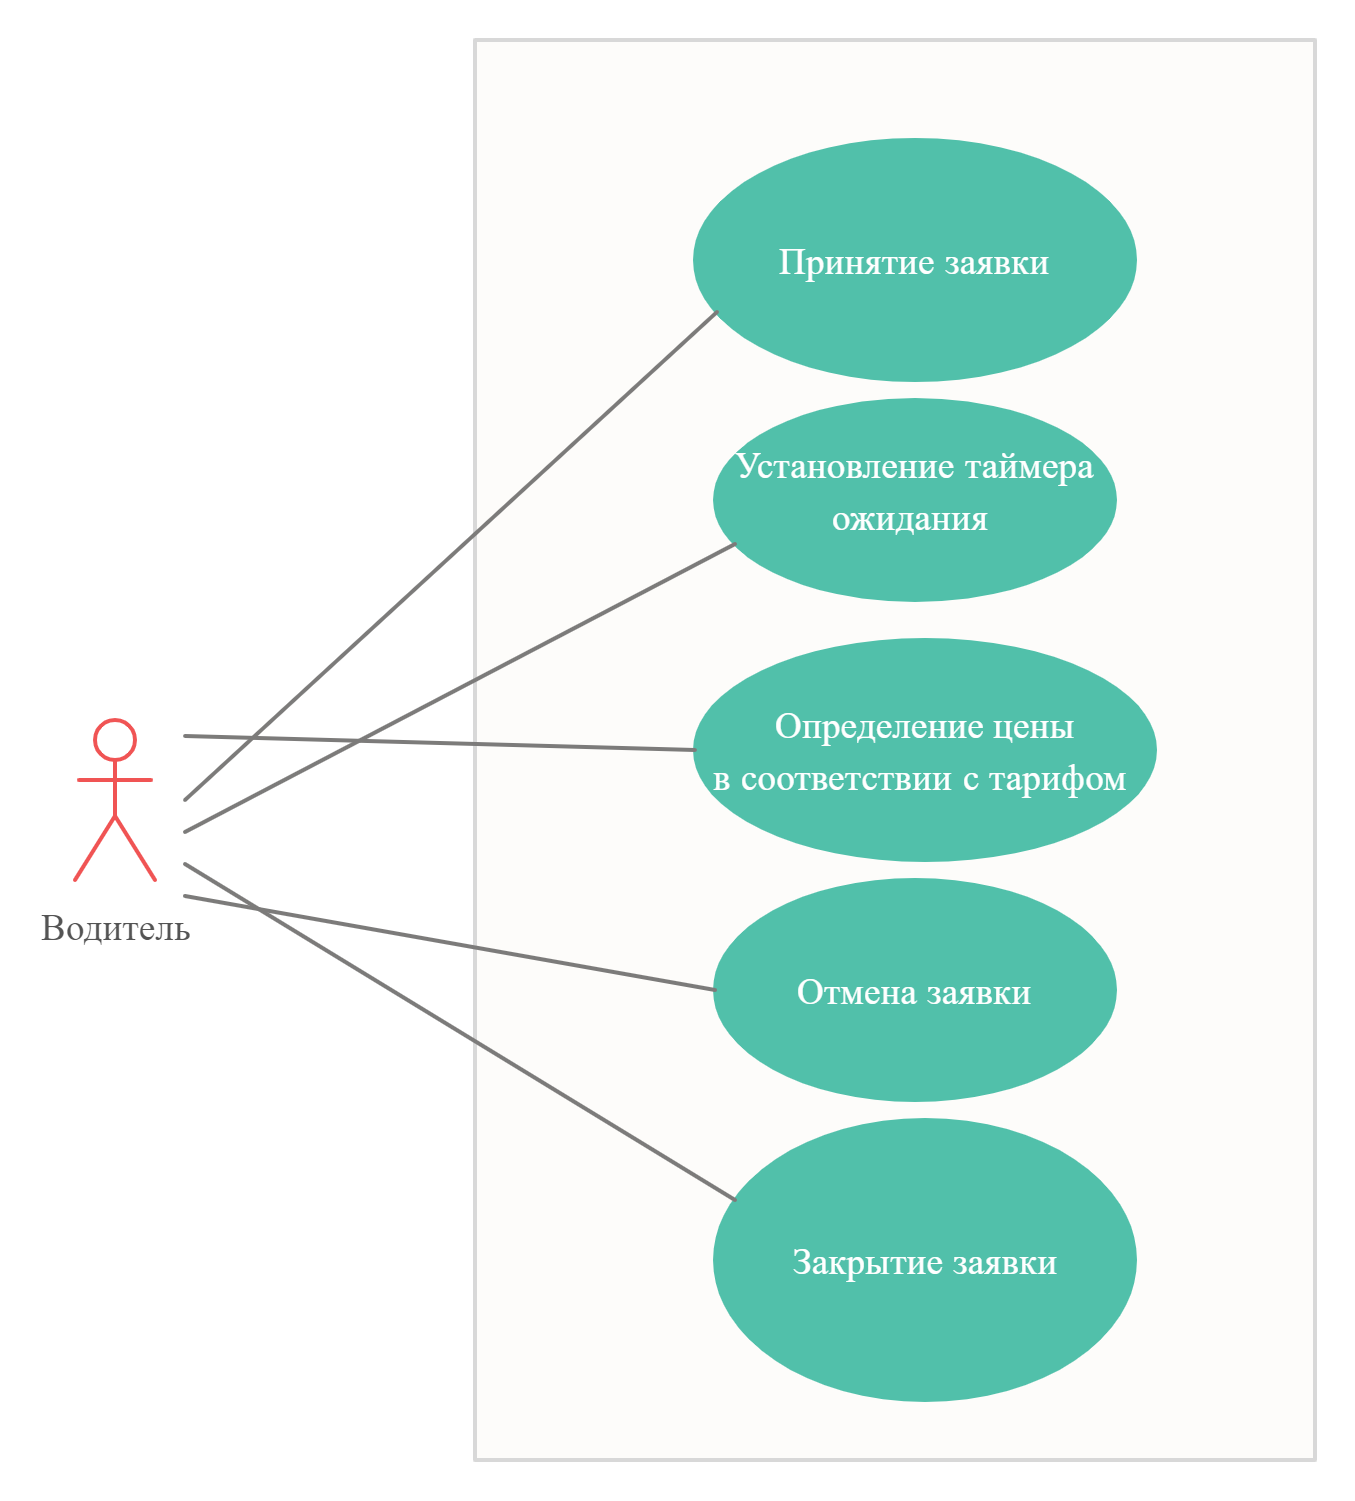 Принятие заявки
Установление таймера
ожидания
Определение цены
в соответствии с тарифом
Водитель
Отмена заявки
Закрытие заявки